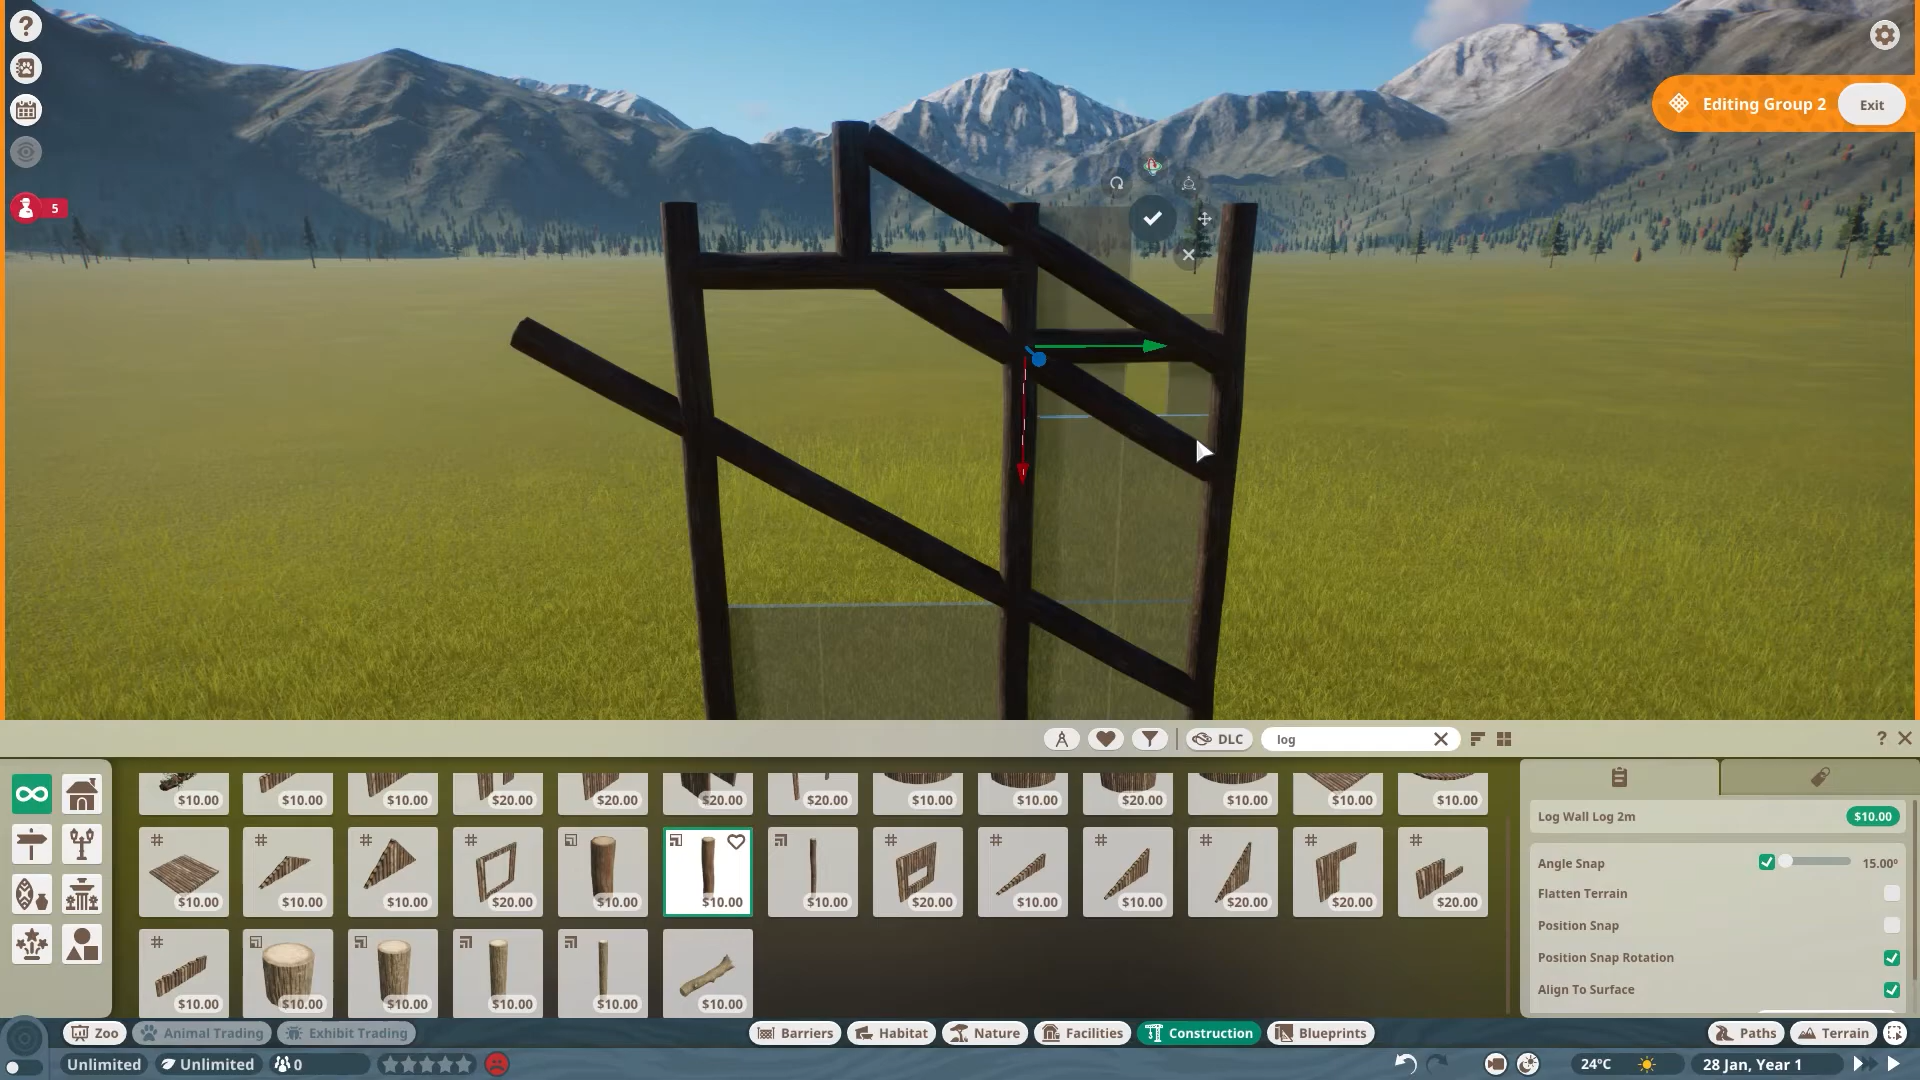 ?
5
Editing Group 2
Exit
DLC
log
?
$10.00 $10.00 $10.00 $20.00 $20.00 $20.00 $20.00 $10.00 $10.00 $20.00 $10.00 $10.00 $10.00
$10.00 $10.00 $10.00 $20.00 $10.00 $10.00 $10.00 $20.00 $10.00 $10.00 $20.00 $20.00 $20.00
$10.00 $10.00 $10.00 $10.00 $10.00 $10.00
Log Wall Log 2m
$10.00
Angle Snap
15.00º
Flatten Terrain
Position Snap
Position Snap Rotation
Align To Surface
Zoo
Animal Trading
Exhibit Trading
Barriers
Habitat
Nature
Facilities
Construction
Blueprints
Paths
Terrain
Unlimited
Unlimited
0
24°C
28 Jan, Year 1